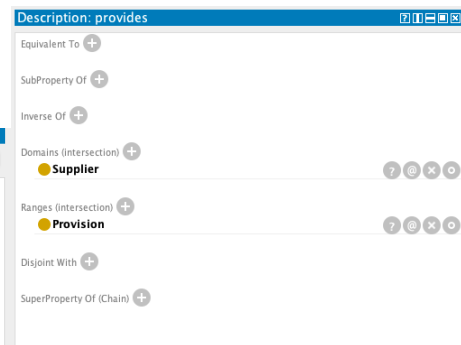 Description: provides
Equivalent To
SubProperty Of
Inverse Of
Domains (intersection)
Supplier
Ranges (intersection)
Provision
Disjoint With
SuperProperty Of (Chain)